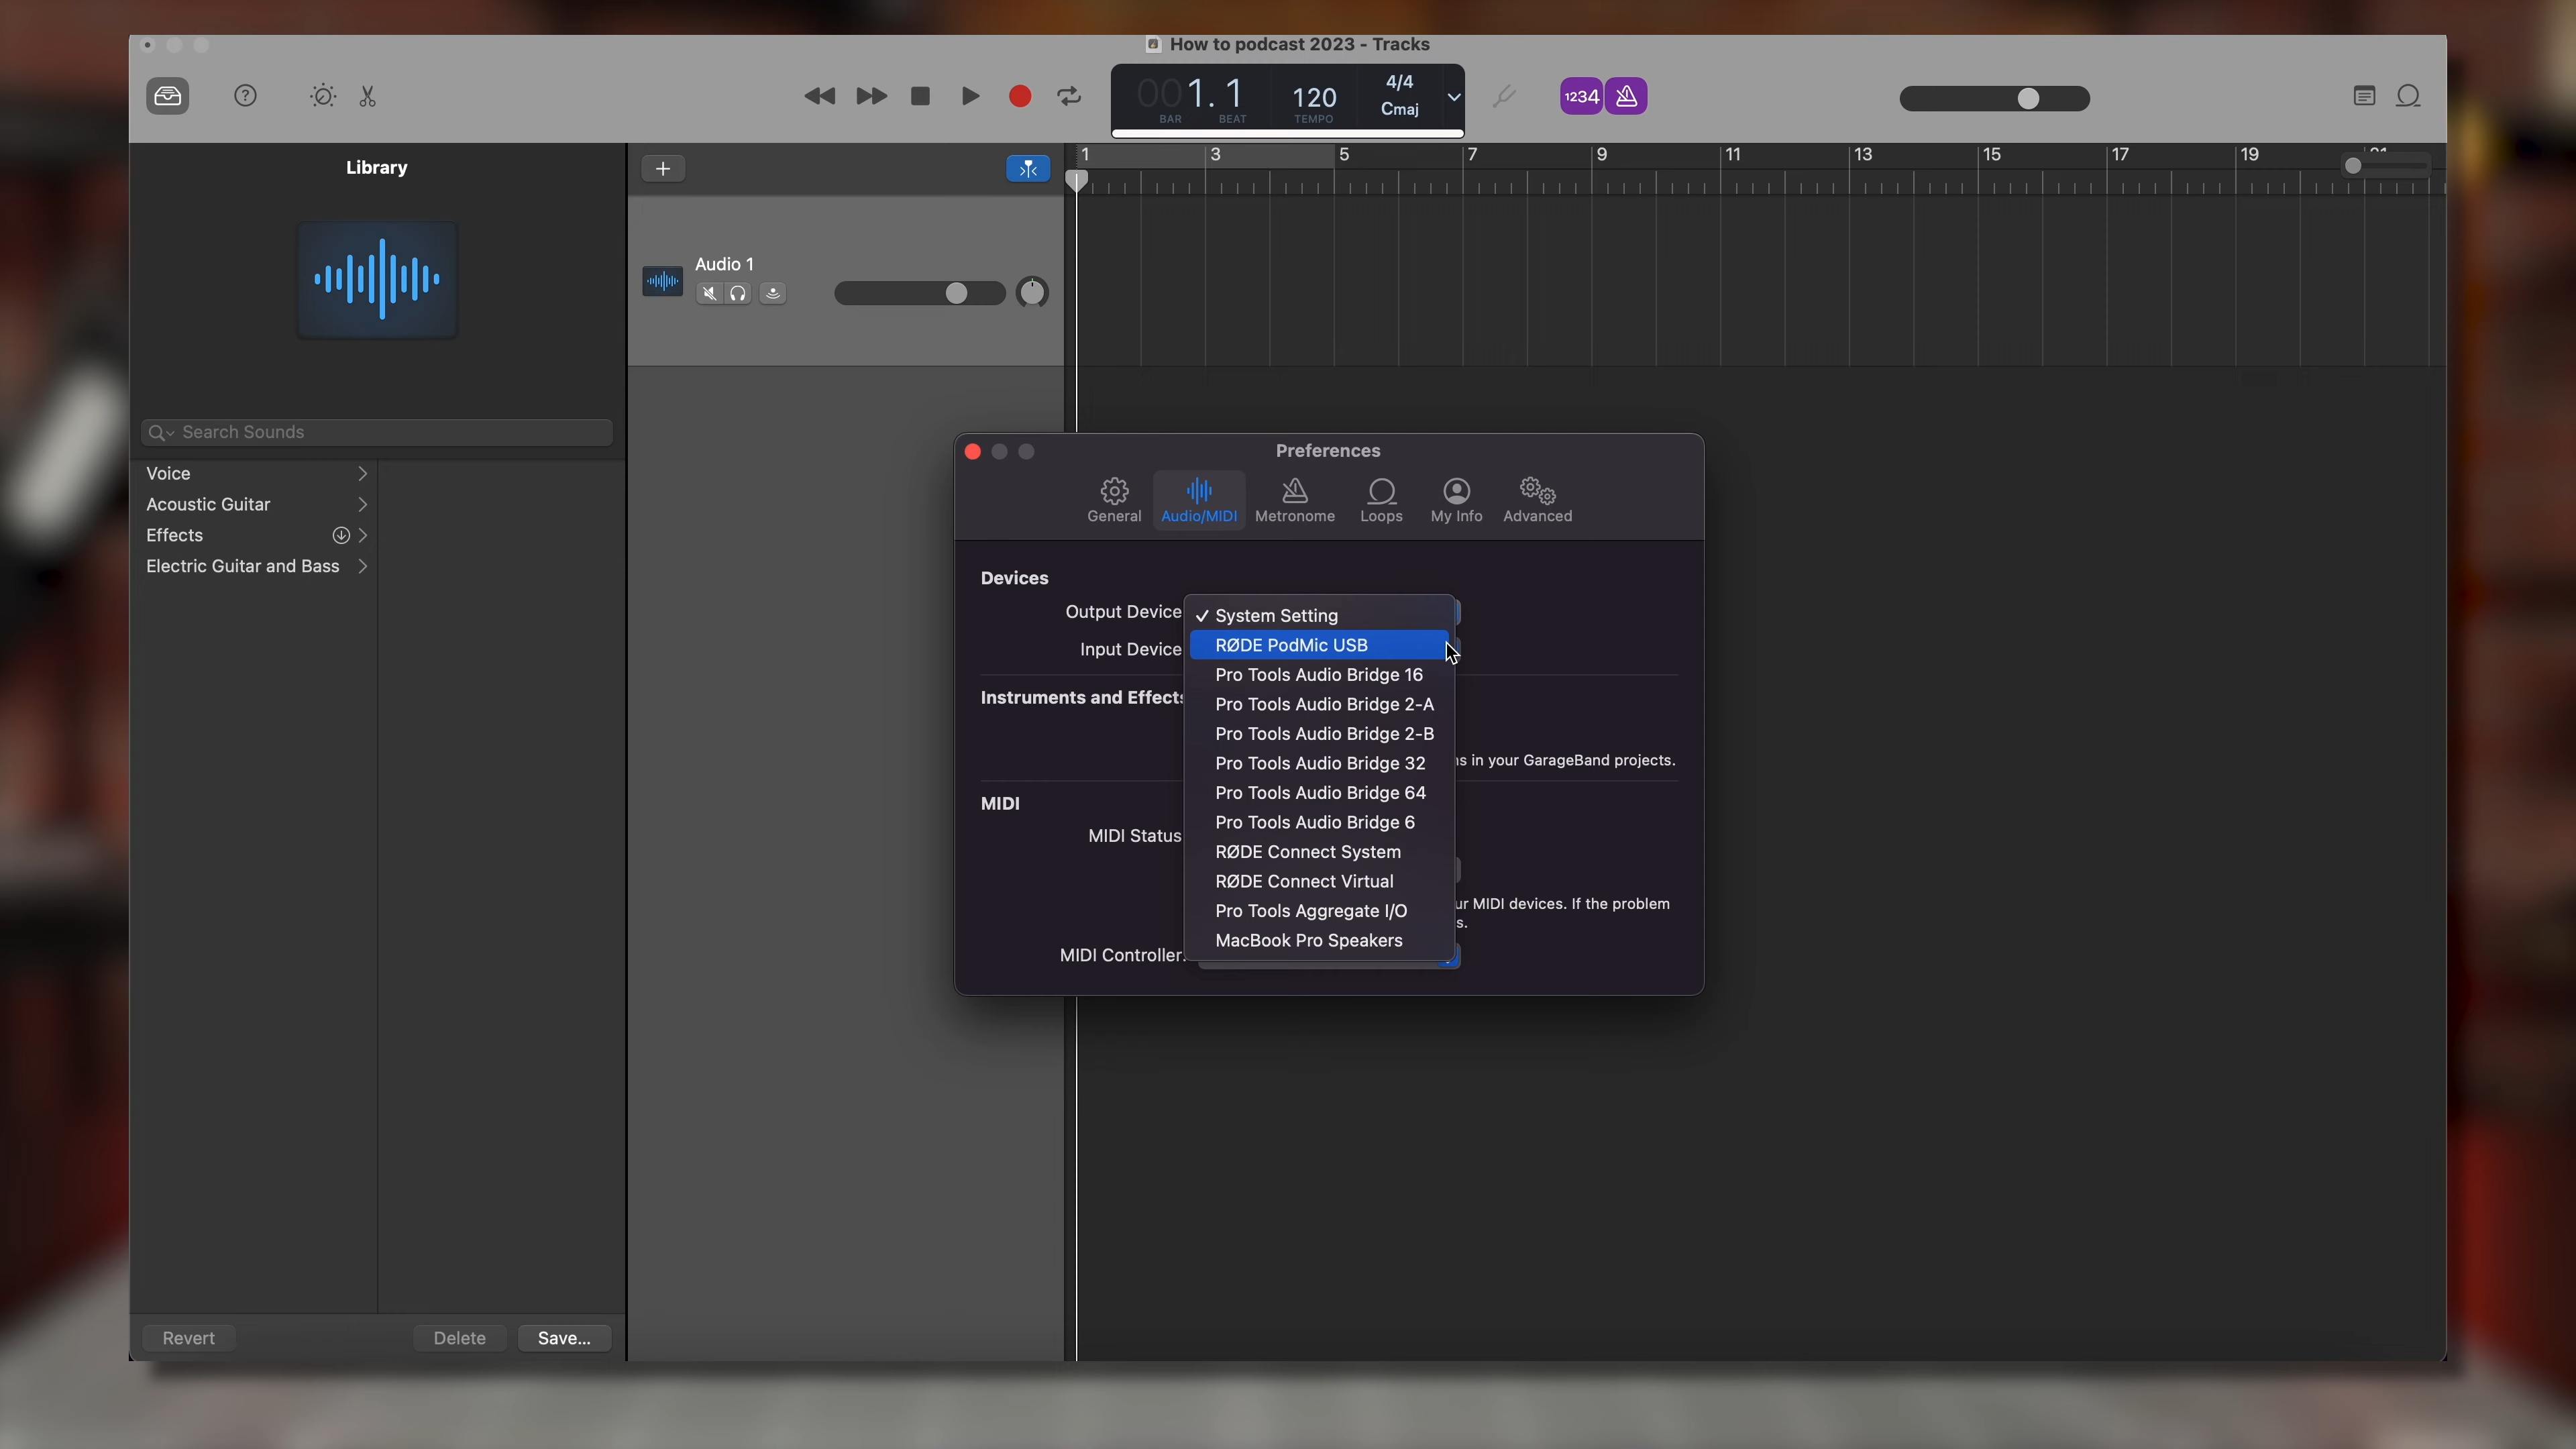 How to podcast 2023 - Tracks
001. 1
BAR
BEAT
120
TEMPO
4/4
Cmaj
1234
Library
1
3
5
7
9
11
13
15
17
19
Audio 1
Search Sounds
Voice
Acoustic Guitar
Effects
Electric Guitar and Bass
Preferences
General
Audio/MIDI
Metronome
Loops
My Info
Advanced
Devices
Output Device
Input Device
Instruments and Effects
in your GarageBand projects.
MIDI
MIDI Status
MIDI devices. If the problem
s.
MIDI Controller:
✓ System Setting
RØDE PodMic USB
Pro Tools Audio Bridge 16
Pro Tools Audio Bridge 2-A
Pro Tools Audio Bridge 2-B
Pro Tools Audio Bridge 32
Pro Tools Audio Bridge 64
Pro Tools Audio Bridge 6
RØDE Connect System
RØDE Connect Virtual
Pro Tools Aggregate I/O
MacBook Pro Speakers
Revert
Delete
Save...